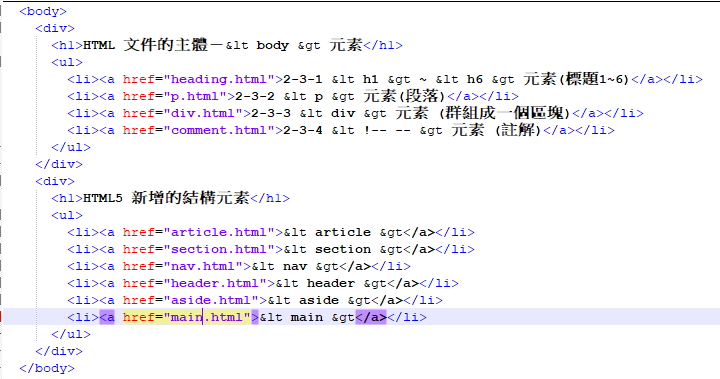 <body>
<div>
<h1>HTML 文件的主體－&lt body &gt 元素</h1>
<ul>
<li><a href="heading.html">2-3-1 &lt h1 &gt ~ &lt h6 &gt 元素(標題1~6)</a></li>
<li><a href="p.html">2-3-2 &lt p &gt 元素(段落)</a></li>
<li><a href="div.html">2-3-3 &lt div &gt 元素 (群組成一個區塊)</a></li>
<li><a href="comment.html">2-3-4 &lt !-- -- &gt 元素 (註解)</a></li>
</ul>
</div>
<div>
<h1>HTML5 新增的結構元素</h1>
<ul>
<li><a href="article.html">&lt article &gt</a></li>
<li><a href="section.html">&lt section &gt</a></li>
<li><a href="nav.html">&lt nav &gt</a></li>
<li><a href="header.html">&lt header &gt</a></li>
<li><a href="aside.html">&lt aside &gt</a></li>
<li><a href="main.html">&lt main &gt</a></li>
</ul>
</div>
</body>